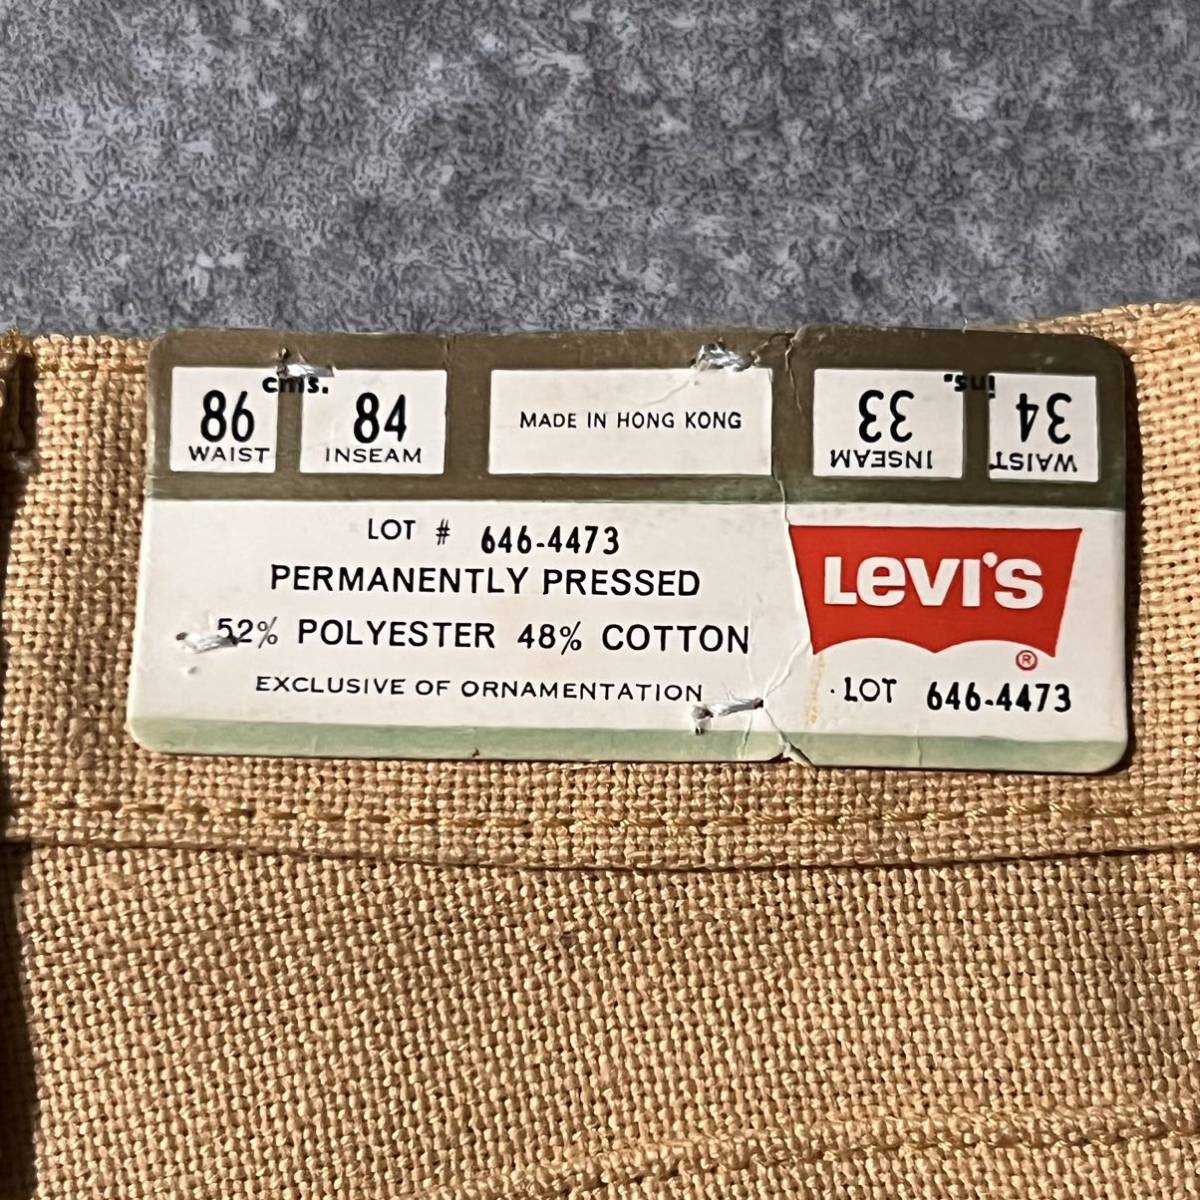 cms.
86 WAIST
84 INSEAM
MADE IN HONG KONG
ins.
33 INSEAM
34 WAIST
LOT # 646-4473
PERMANENTLY PRESSED
52% POLYESTER 48% COTTON
EXCLUSIVE OF ORNAMENTATION
LEVI'S
®
LOT 646-4473